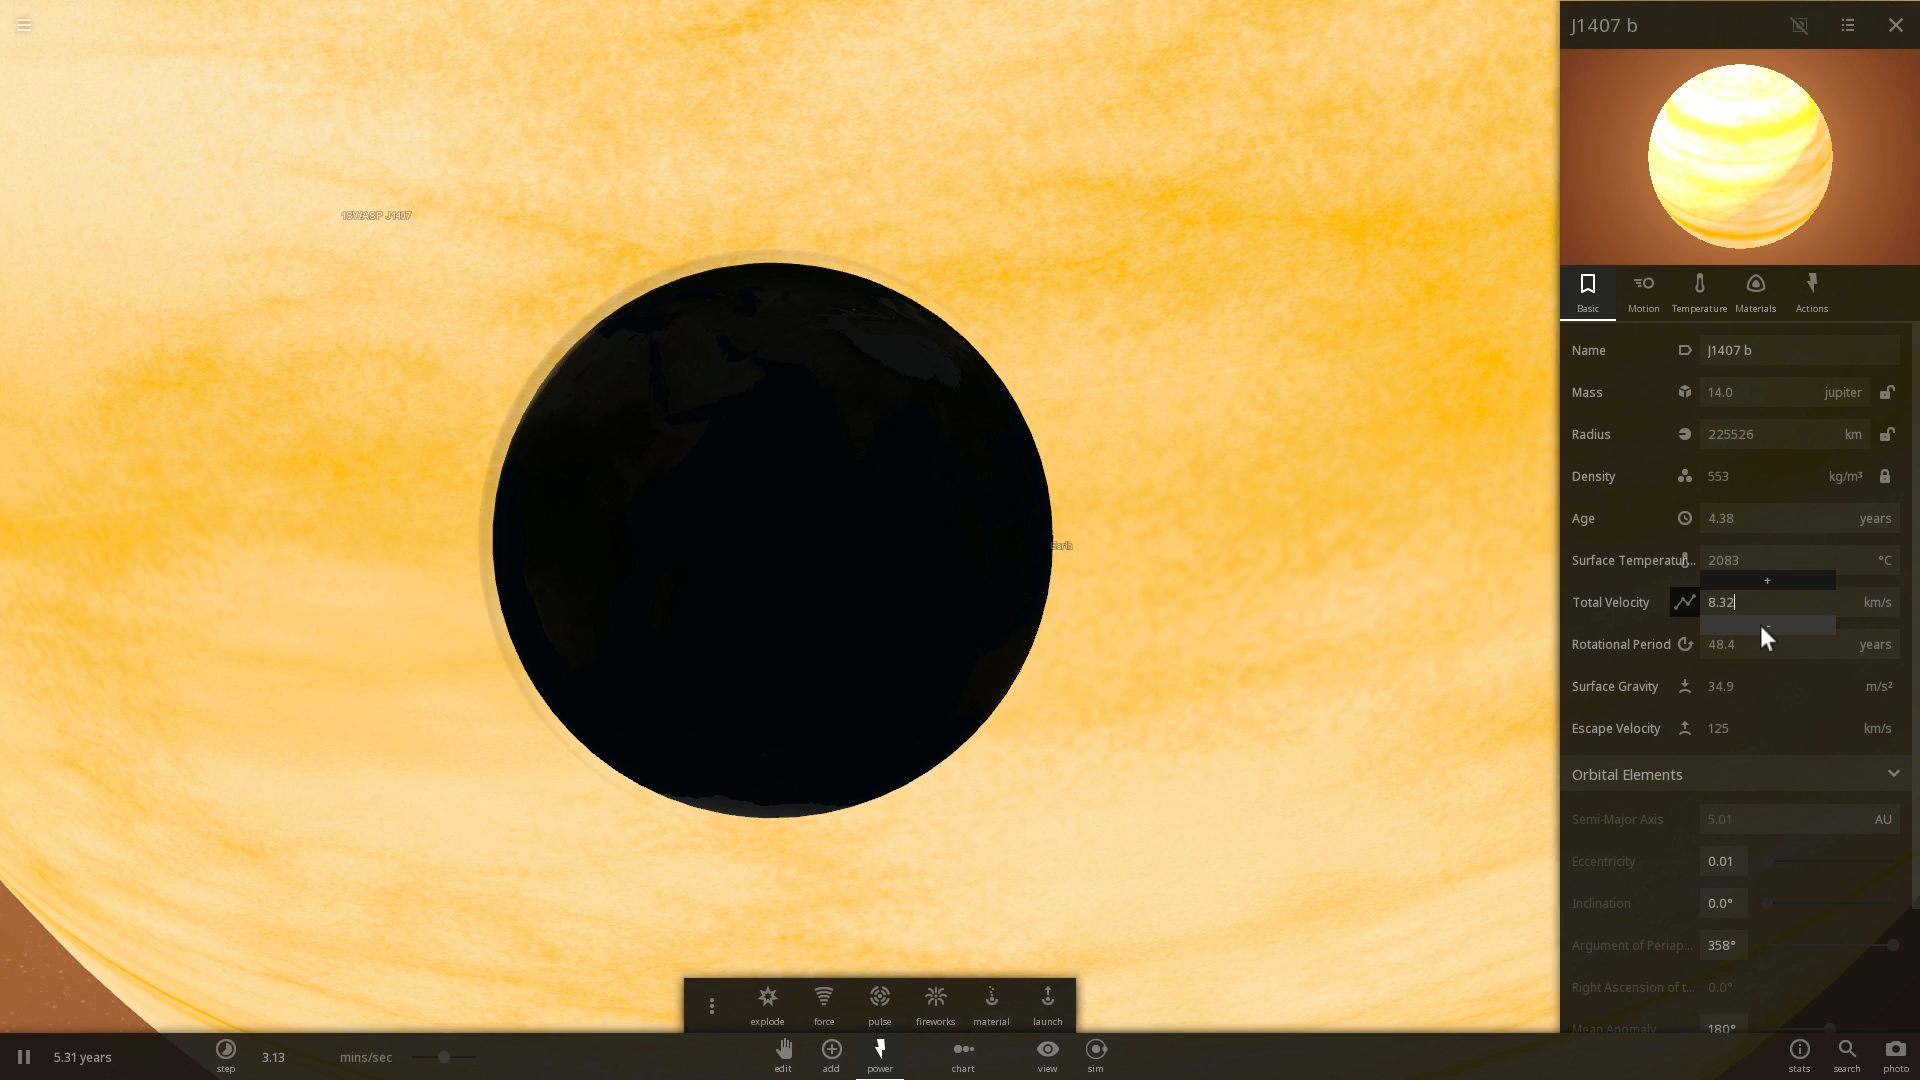 J1407 b
1SWASP J1407
Earth
Basic
Motion
Temperature
Materials
Actions
Name J1407 b
Mass 14.0 jupiter
Radius 225526 km
Density 553 kg/m³
Age 4.38 years
Surface Temperatur... 2083 °C
+
Total Velocity 8.32 km/s
-
Rotational Period 48.4 years
Surface Gravity 34.9 m/s²
Escape Velocity 125 km/s
Orbital Elements
Semi-Major Axis 5.01 AU
Eccentricity 0.01
Inclination 0.0°
Argument of Periap... 358°
Right Ascension of t... 0.0°
Mean Anomaly 180°
explode
force
pulse
fireworks
material
launch
5.31 years
step
3.13 mins/sec
edit
add
power
chart
view
sim
stats
search
photo